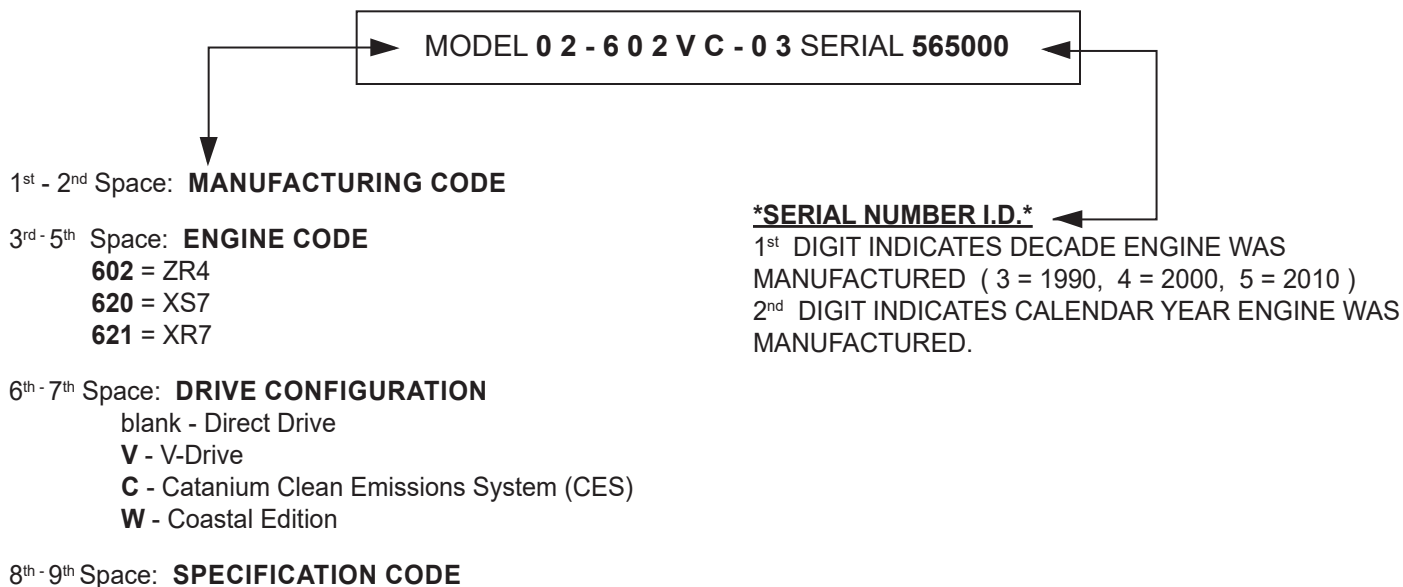 MODEL 0 2 - 6 0 2 V C - 0 3 SERIAL 565000
1st - 2nd Space: MANUFACTURING CODE
3rd - 5th Space: ENGINE CODE
602 = ZR4
620 = XS7
621 = XR7
6th - 7th Space: DRIVE CONFIGURATION
blank - Direct Drive
V - V-Drive
C - Catanium Clean Emissions System (CES)
W - Coastal Edition
8th - 9th Space: SPECIFICATION CODE
*SERIAL NUMBER I.D.*
1st DIGIT INDICATES DECADE ENGINE WAS
MANUFACTURED ( 3 = 1990, 4 = 2000, 5 = 2010 )
2nd DIGIT INDICATES CALENDAR YEAR ENGINE WAS
MANUFACTURED.